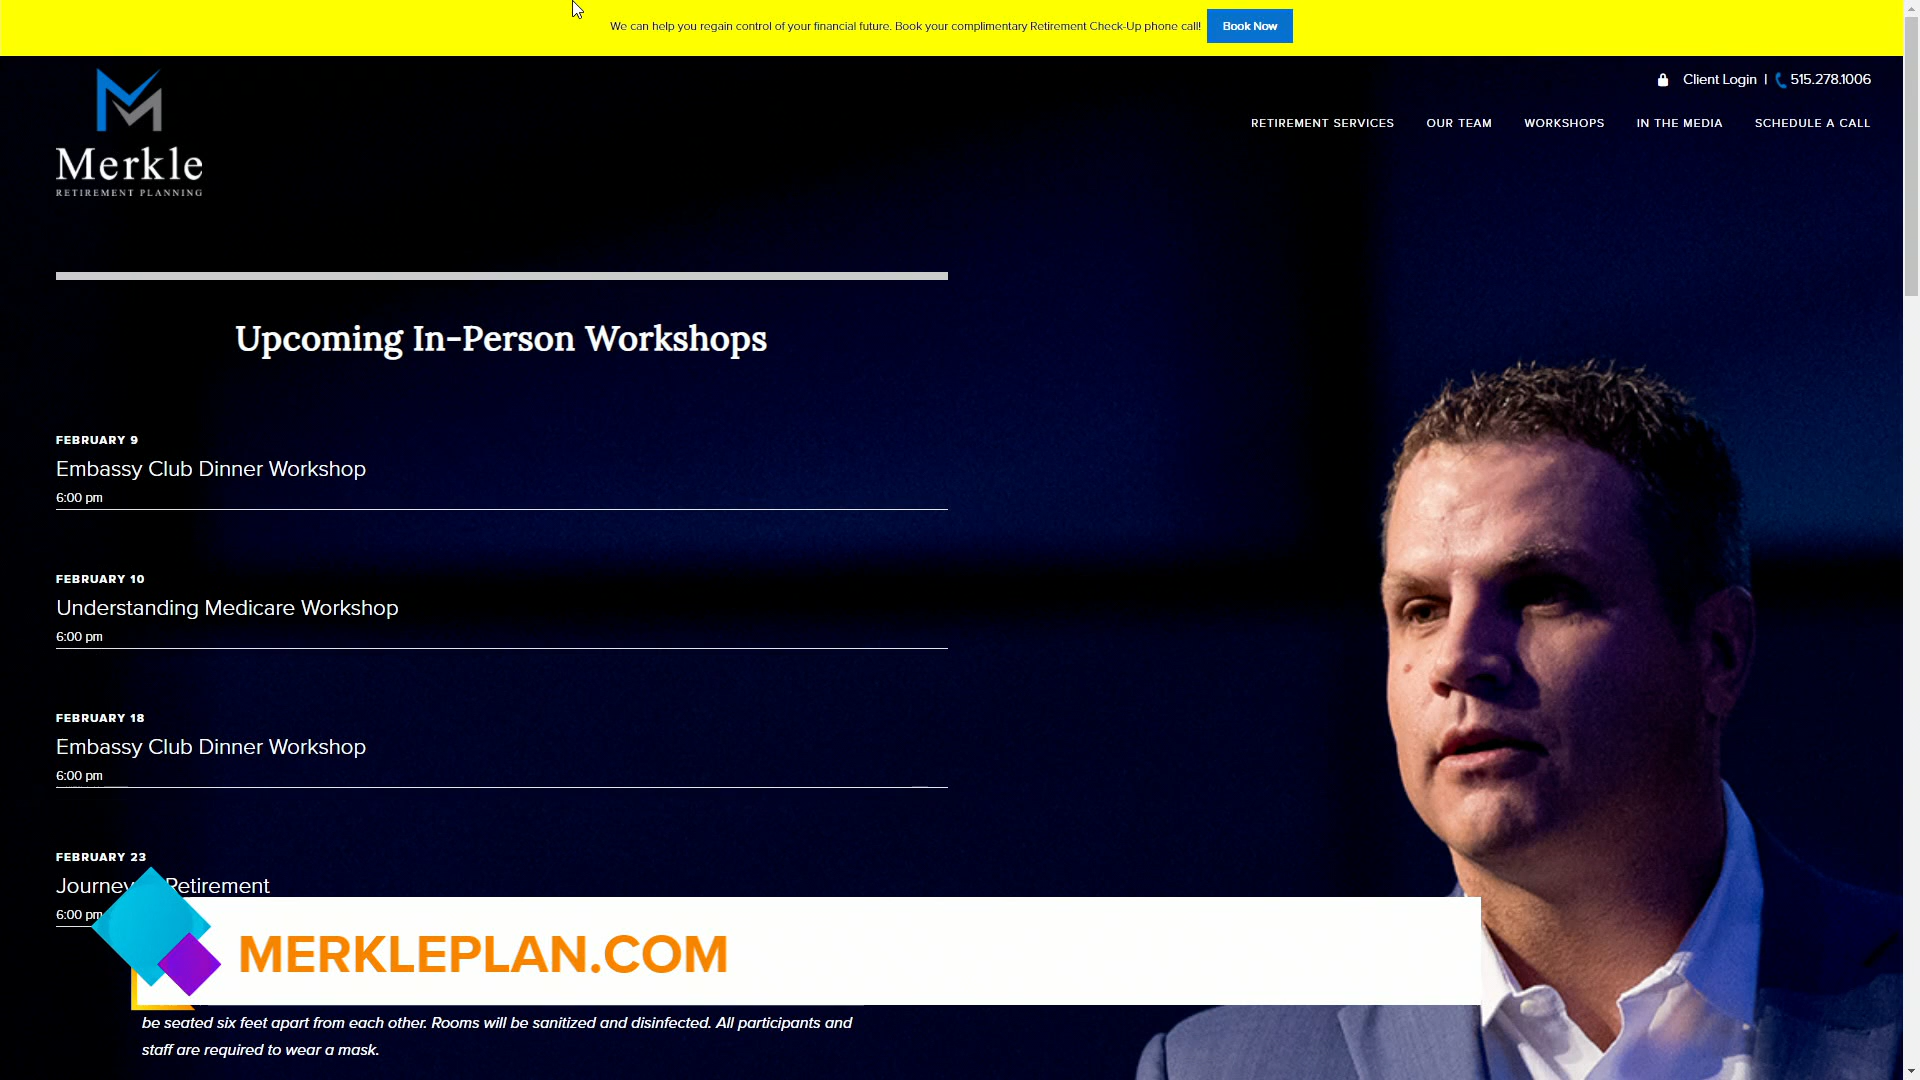 We can help you regain control of your financial future. Book your complimentary Retirement Check-Up phone call! Book Now
Client Login | 515.278.1006
RETIREMENT SERVICES OUR TEAM WORKSHOPS IN THE MEDIA SCHEDULE A CALL
Merkle
RETIREMENT PLANNING
Upcoming In-Person Workshops
FEBRUARY 9
Embassy Club Dinner Workshop
6:00 pm
FEBRUARY 10
Understanding Medicare Workshop
6:00 pm
FEBRUARY 18
Embassy Club Dinner Workshop
6:00 pm
FEBRUARY 23
Journey Retirement
6:00 pm
MERKLEPLAN.COM
be seated six feet apart from each other. Rooms will be sanitized and disinfected. All participants and
staff are required to wear a mask.